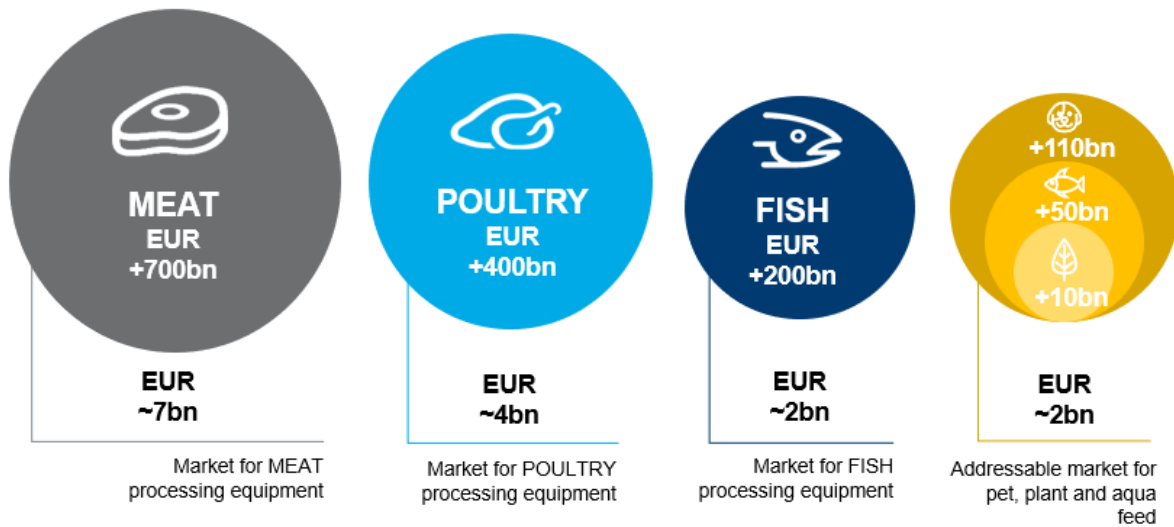 MEAT
EUR
+700bn
EUR
~7bn
Market for MEAT
processing equipment
POULTRY
EUR
+400bn
EUR
~4bn
Market for POULTRY
processing equipment
FISH
EUR
+200bn
EUR
~2bn
Market for FISH
processing equipment
+110bn
+50bn
+10bn
EUR
~2bn
Addressable market for
pet, plant and aqua
feed